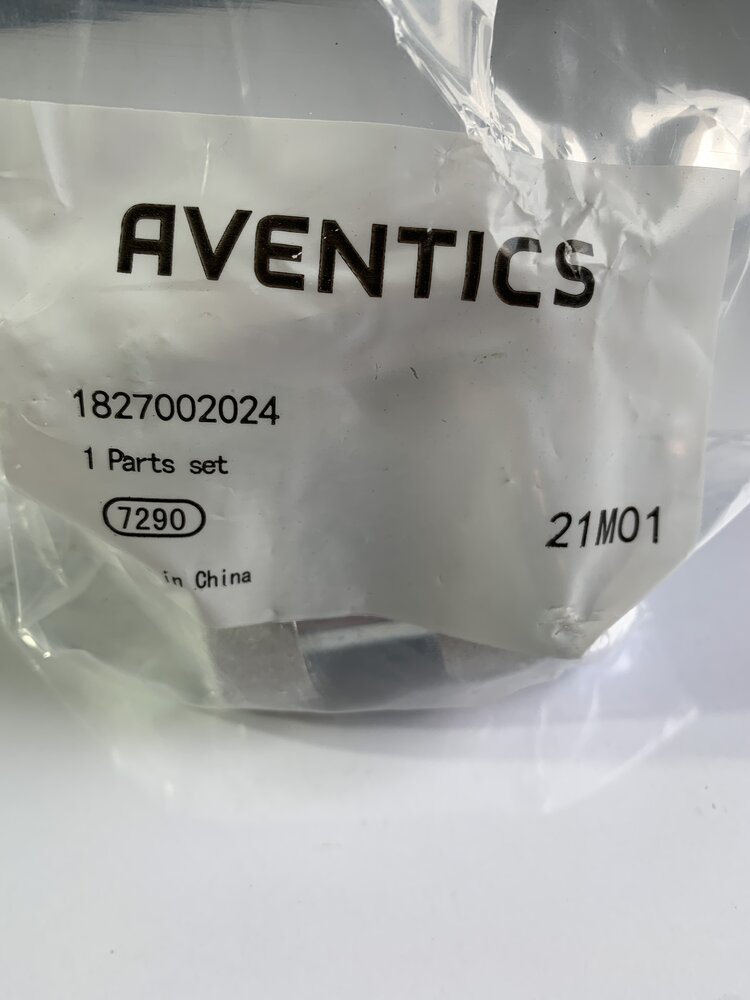 AVENTICS
1827002024
1 Parts set
7290
21M01
in China